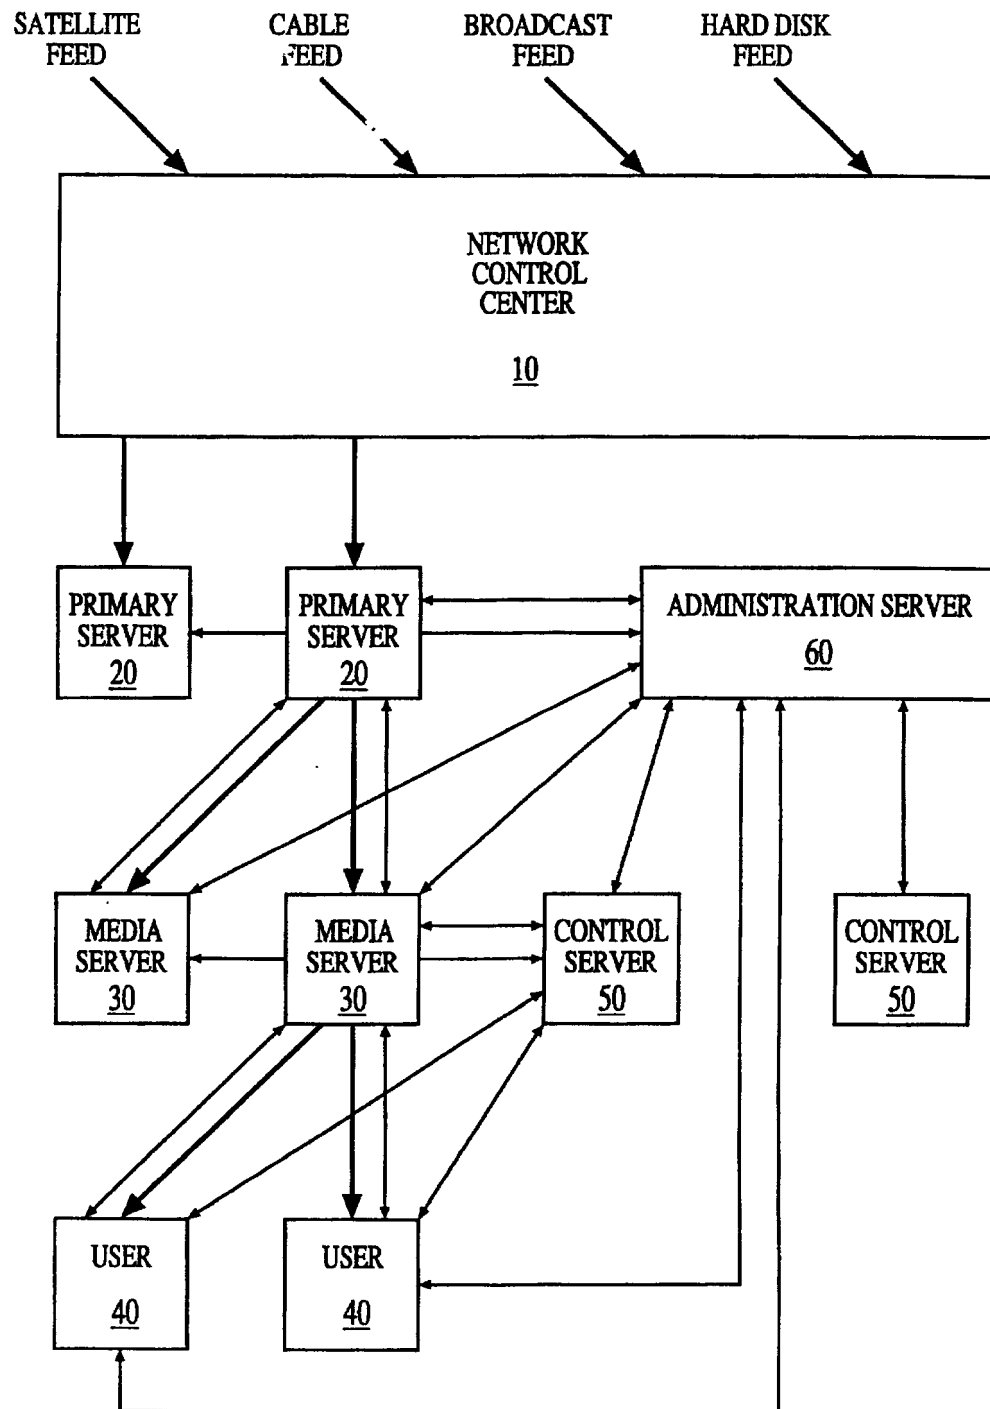 SATELLITE
FEED
CABLE
FEED
BROADCAST
FEED
HARD DISK
FEED
NETWORK
CONTROL
CENTER
10
PRIMARY
SERVER
20
PRIMARY
SERVER
20
ADMINISTRATION SERVER
60
MEDIA
SERVER
30
MEDIA
SERVER
30
CONTROL
SERVER
50
CONTROL
SERVER
50
USER
40
USER
40